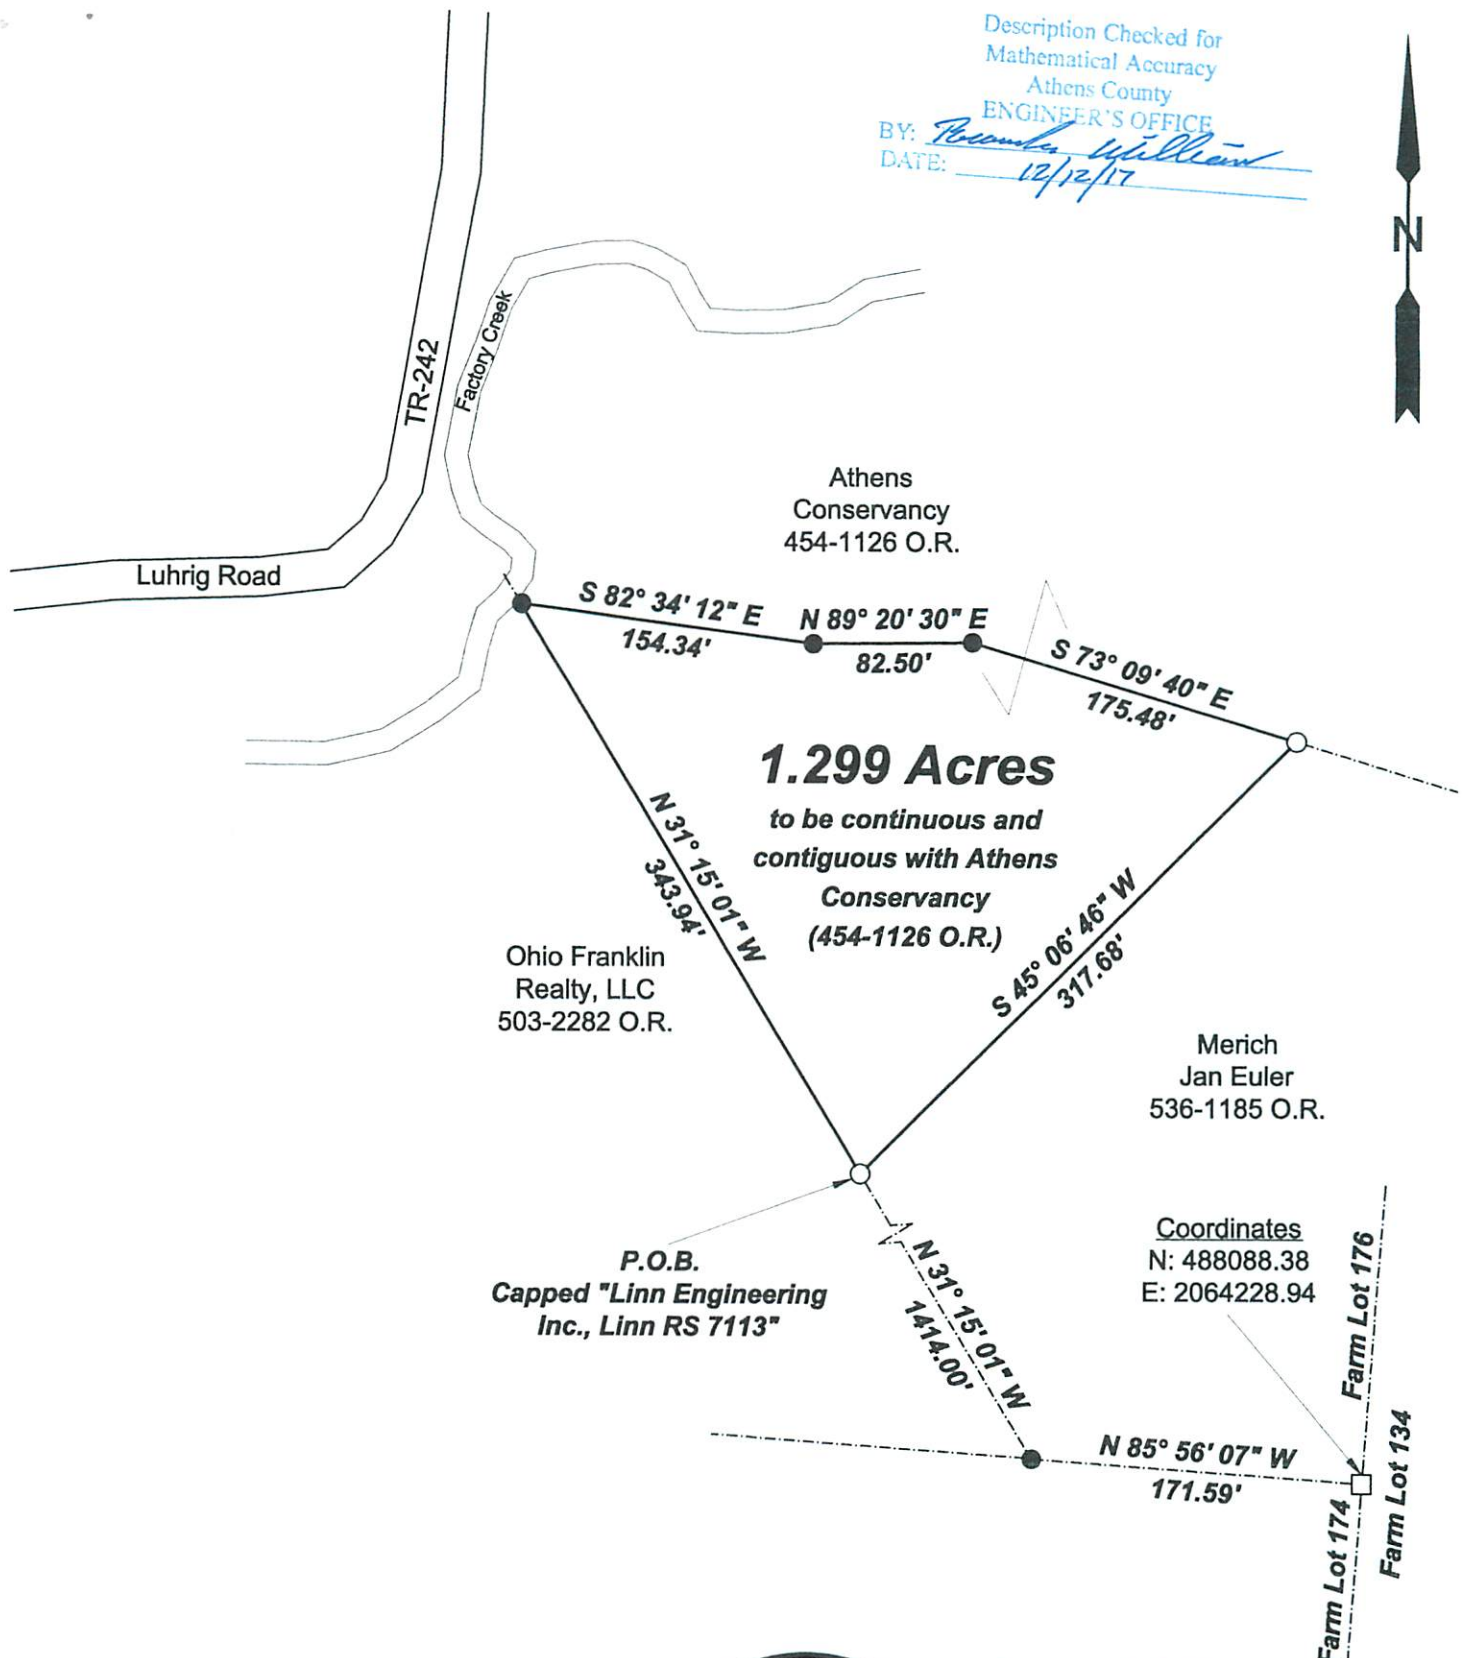 Description Checked for
Mathematical Accuracy
Athens County
ENGINEER'S OFFICE
BY:
DATE: 12/12/17
N
TR-242
Factory Creek
Luhrig Road
Athens
Conservancy
454-1126 O.R.
S 82° 34' 12" E
154.34'
N 89° 20' 30" E
82.50'
S 73° 09' 40" E
175.48'
1.299 Acres
to be continuous and
contiguous with Athens
Conservancy
(454-1126 O.R.)
N 31° 15' 01" W
343.94'
S 45° 06' 46" W
317.68'
Ohio Franklin
Realty, LLC
503-2282 O.R.
Merich
Jan Euler
536-1185 O.R.
P.O.B.
Capped "Linn Engineering
Inc., Linn RS 7113"
Coordinates
N: 488088.38
E: 2064228.94
N 31° 15' 01" W
1414.00'
N 85° 56' 07" W
171.59'
Farm Lot 176
Farm Lot 134
Farm Lot 174